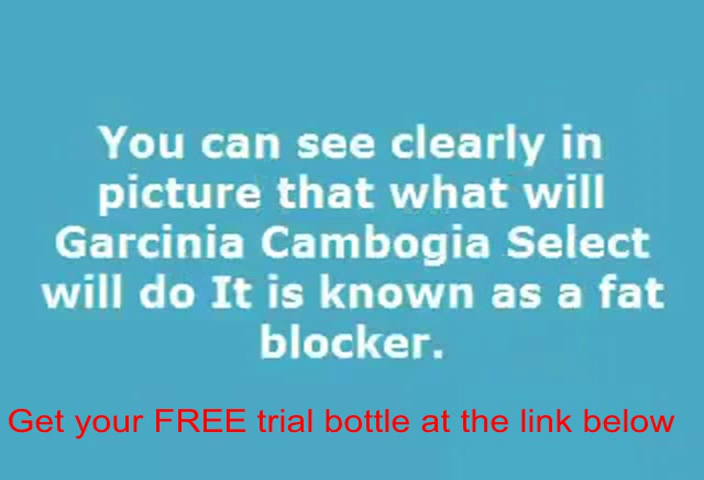 You can see clearly in
picture that what will
Garcinia Cambogia Select
will do It is known as a fat
blocker.
Get your FREE trial bottle at the link below